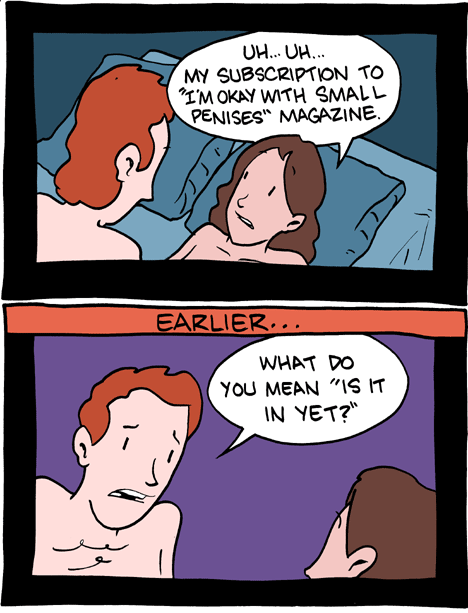 UH... UH...
MY SUBSCRIPTION TO
"I'M OKAY WITH SMALL
PENISES" MAGAZINE.
EARLIER...
WHAT DO
YOU MEAN "IS IT
IN YET?"